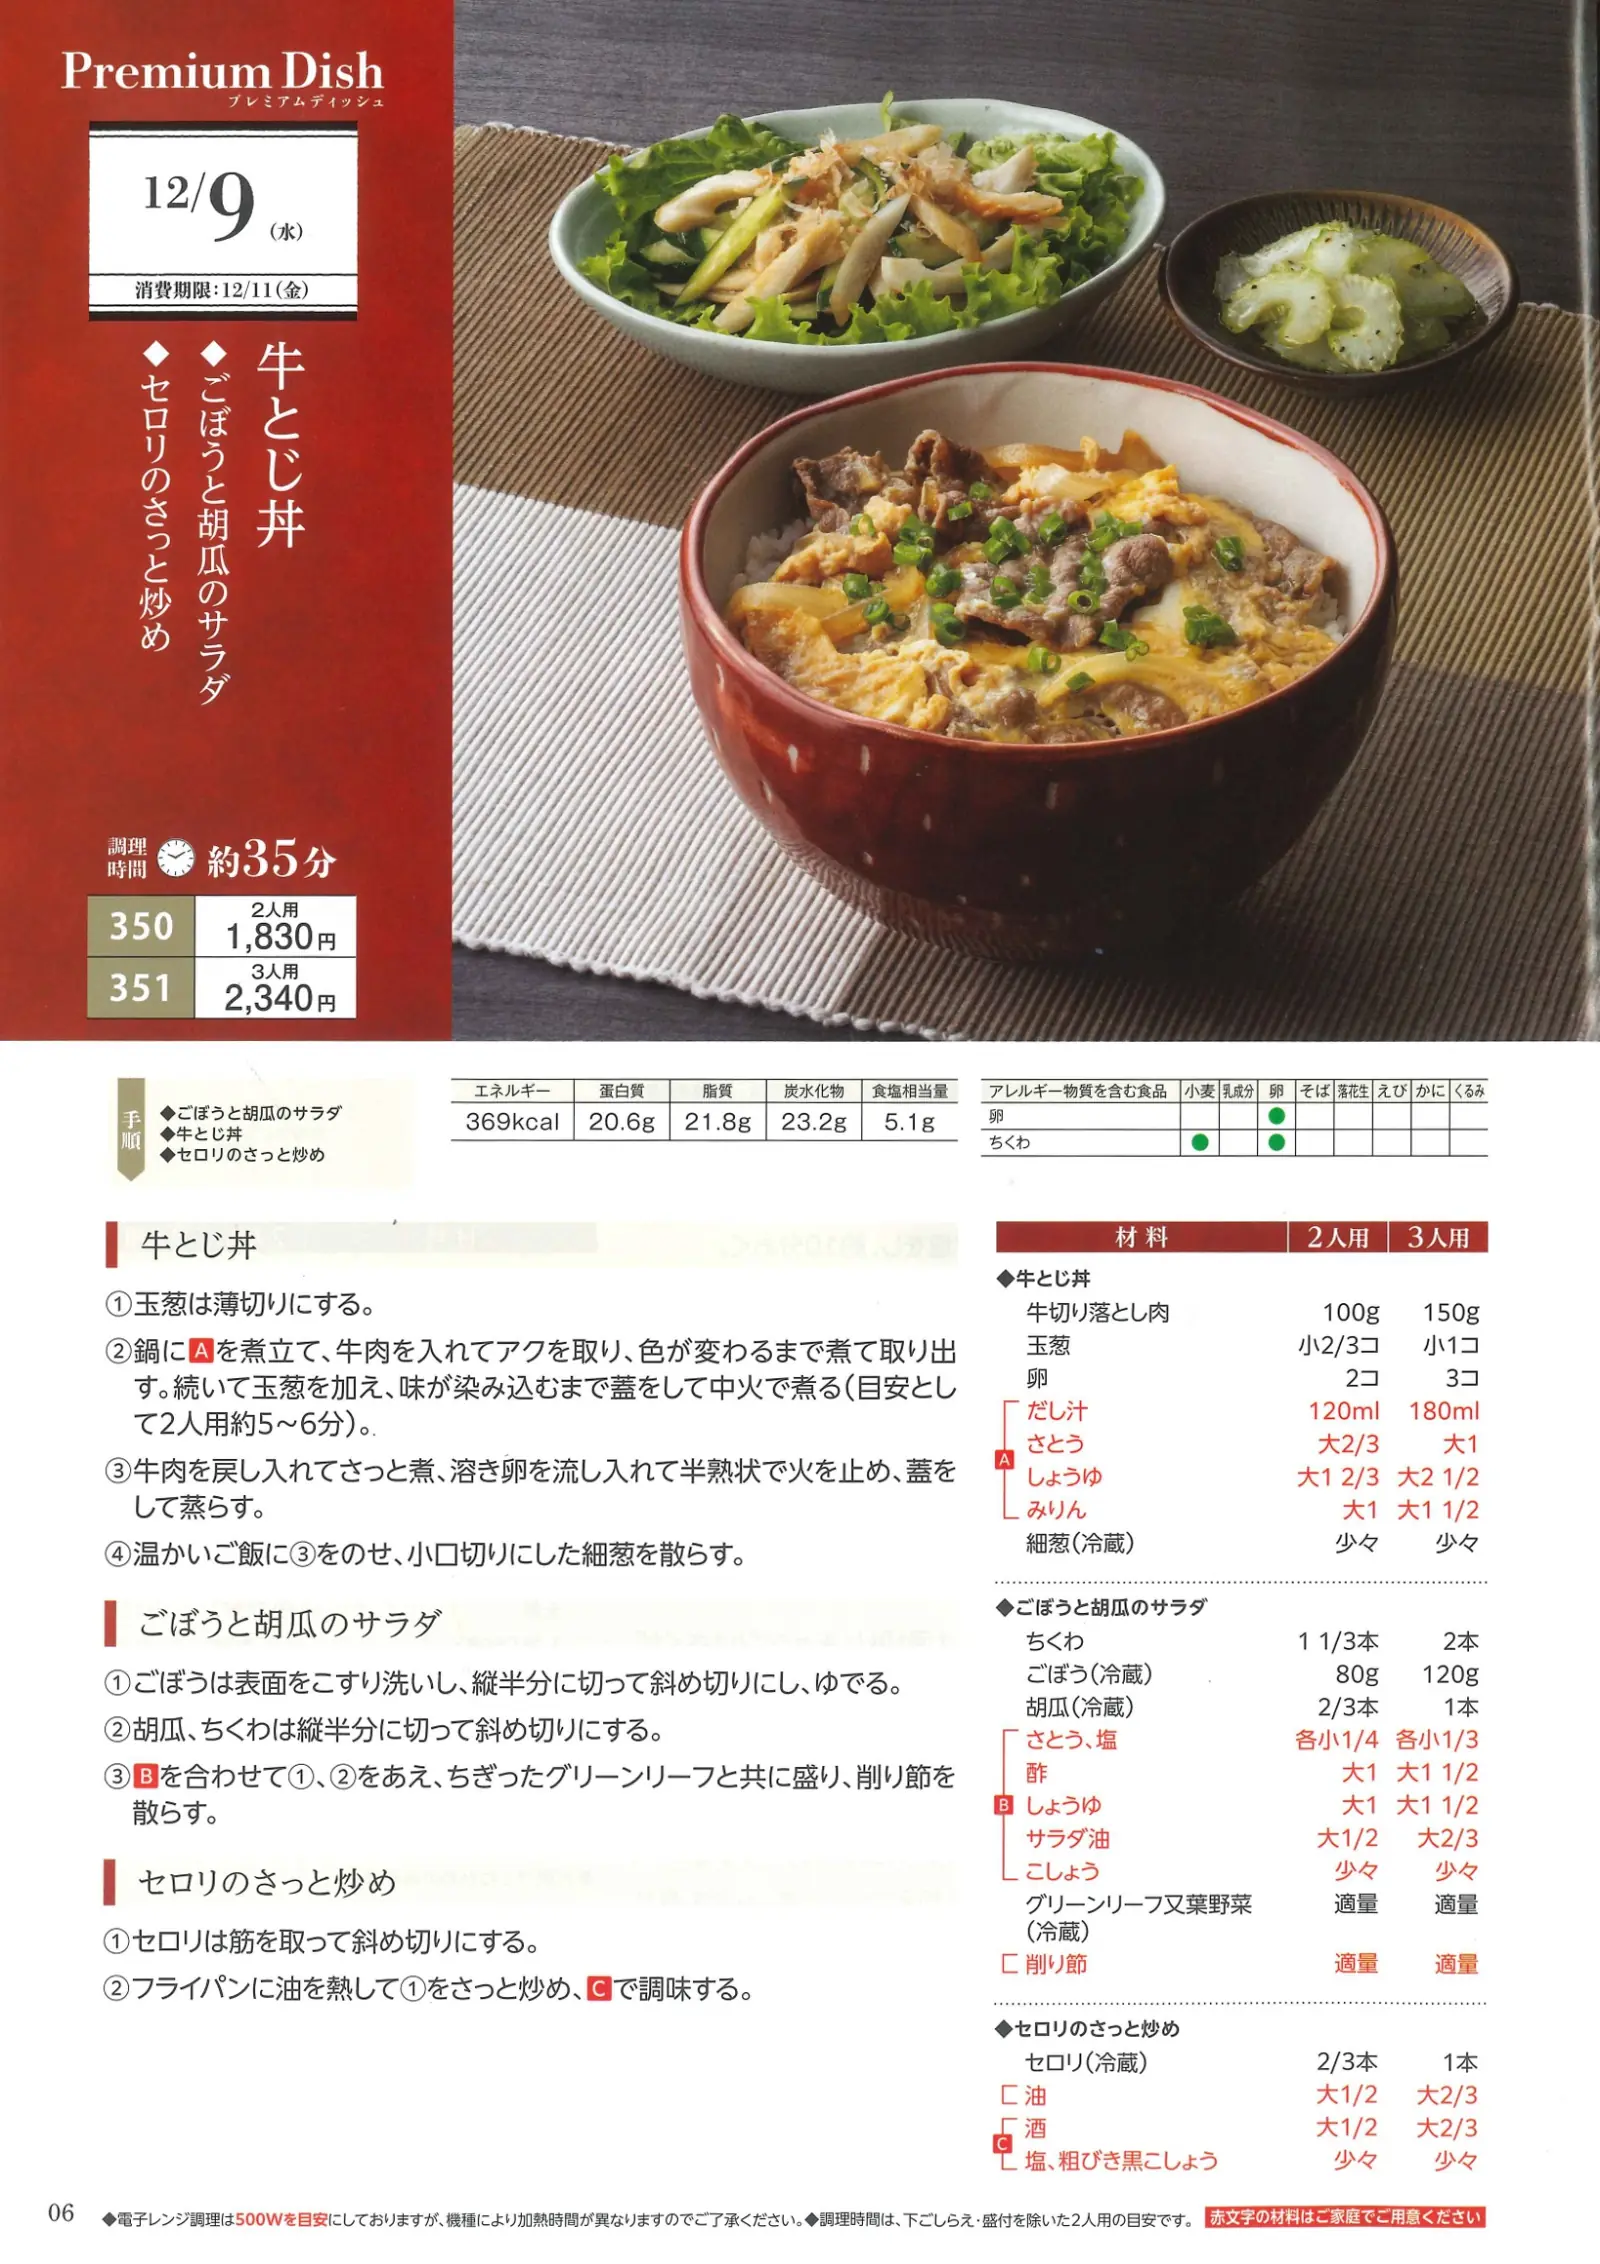 Premium Dish
プレミアムディッシュ
12/9(水)
消費期限:12/11(金)
牛とじ丼
◆ごぼうと胡瓜のサラダ
◆セロリのさっと炒め
調理時間 約35分
350 2人用 1,830円
351 3人用 2,340円
手順
◆ごぼうと胡瓜のサラダ
◆牛とじ丼
◆セロリのさっと炒め
エネルギー 蛋白質 脂質 炭水化物 食塩相当量
369kcal 20.6g 21.8g 23.2g 5.1g
アレルギー物質を含む食品 小麦 乳成分 卵 そば 落花生 えび かに くるみ
卵 ●
ちくわ ● ●
牛とじ丼
①玉葱は薄切りにする。
②鍋にAを煮立て、牛肉を入れてアクを取り、色が変わるまで煮て取り出
す。続いて玉葱を加え、味が染み込むまで蓋をして中火で煮る(目安とし
て2人用約5〜6分)。
③牛肉を戻し入れてさっと煮、溶き卵を流し入れて半熟状で火を止め、蓋を
して蒸らす。
④温かいご飯に③をのせ、小口切りにした細葱を散らす。
ごぼうと胡瓜のサラダ
①ごぼうは表面をこすり洗いし、縦半分に切って斜め切りにし、ゆでる。
②胡瓜、ちくわは縦半分に切って斜め切りにする。
③Bを合わせて①、②をあえ、ちぎったグリーンリーフと共に盛り、削り節を
散らす。
セロリのさっと炒め
①セロリは筋を取って斜め切りにする。
②フライパンに油を熱して①をさっと炒め、Cで調味する。
材料 2人用 3人用
◆牛とじ丼
牛切り落とし肉 100g 150g
玉葱 小2/3コ 小1コ
卵 2コ 3コ
A
だし汁 120ml 180ml
さとう 大2/3 大1
しょうゆ 大1 2/3 大2 1/2
みりん 大1 大1 1/2
細葱(冷蔵) 少々 少々
◆ごぼうと胡瓜のサラダ
ちくわ 1 1/3本 2本
ごぼう(冷蔵) 80g 120g
胡瓜(冷蔵) 2/3本 1本
B
さとう、塩 各小1/4 各小1/3
酢 大1 大1 1/2
しょうゆ 大1 大1 1/2
サラダ油 大1/2 大2/3
こしょう 少々 少々
グリーンリーフ又葉野菜 適量 適量
(冷蔵)
削り節 適量 適量
◆セロリのさっと炒め
セロリ(冷蔵) 2/3本 1本
油 大1/2 大2/3
C
酒 大1/2 大2/3
塩、粗びき黒こしょう 少々 少々
06
◆電子レンジ調理は500Wを目安にしておりますが、機種により加熱時間が異なりますのでご了承ください。◆調理時間は、下ごしらえ・盛付を除いた2人用の目安です。
赤文字の材料はご家庭でご用意ください